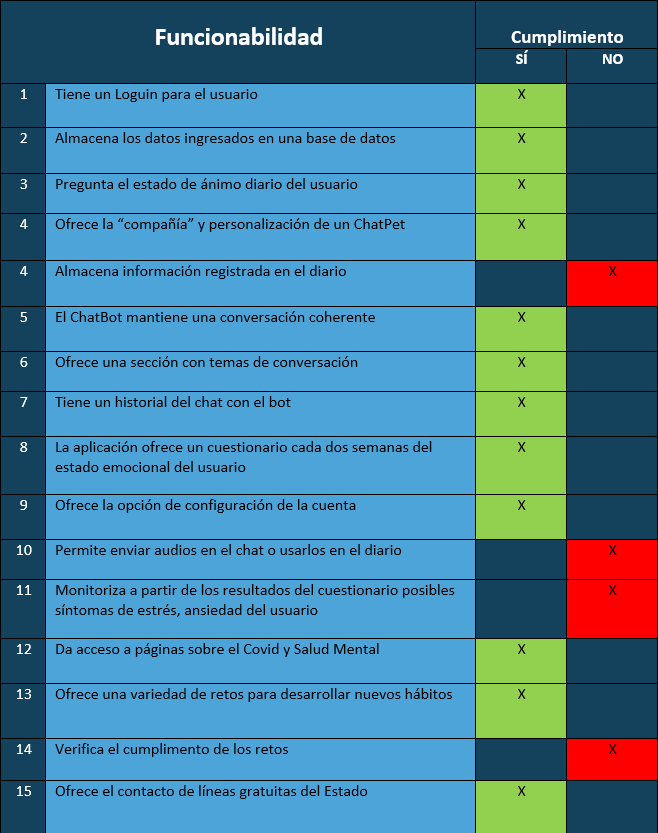 Funcionabilidad
Cumplimiento
SÍ NO
1 Tiene un Loguin para el usuario X
2 Almacena los datos ingresados en una base de datos X
3 Pregunta el estado de ánimo diario del usuario X
4 Ofrece la “compañía” y personalización de un ChatPet X
4 Almacena información registrada en el diario X
5 El ChatBot mantiene una conversación coherente X
6 Ofrece una sección con temas de conversación X
7 Tiene un historial del chat con el bot X
8 La aplicación ofrece un cuestionario cada dos semanas del X
estado emocional del usuario
9 Ofrece la opción de configuración de la cuenta X
10 Permite enviar audios en el chat o usarlos en el diario X
11 Monitoriza a partir de los resultados del cuestionario posibles X
síntomas de estrés, ansiedad del usuario
12 Da acceso a páginas sobre el Covid y Salud Mental X
13 Ofrece una variedad de retos para desarrollar nuevos hábitos X
14 Verifica el cumplimento de los retos X
15 Ofrece el contacto de líneas gratuitas del Estado X